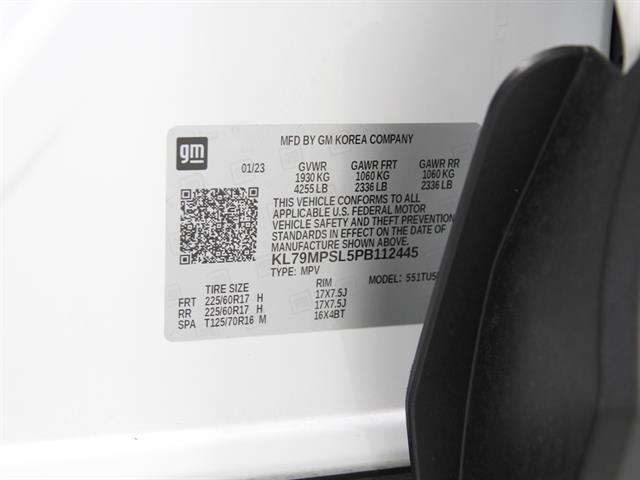 MFD BY GM KOREA COMPANY
gm
01/23 GVWR GAWR FRT GAWR RR
1930 KG 1060 KG 1060 KG
4255 LB 2336 LB 2336 LB
THIS VEHICLE CONFORMS TO ALL
APPLICABLE U.S. FEDERAL MOTOR
VEHICLE SAFETY AND THEFT PREVENTION
STANDARDS IN EFFECT ON THE DATE OF
MANUFACTURE SHOWN ABOVE.
KL79MPSL5PB112445
TYPE: MPV MODEL:
TIRE SIZE RIM
FRT 225/60R17 H 17X7.5J
RR 225/60R17 H 17X7.5J
SPA T125/70R16 M 16X4BT